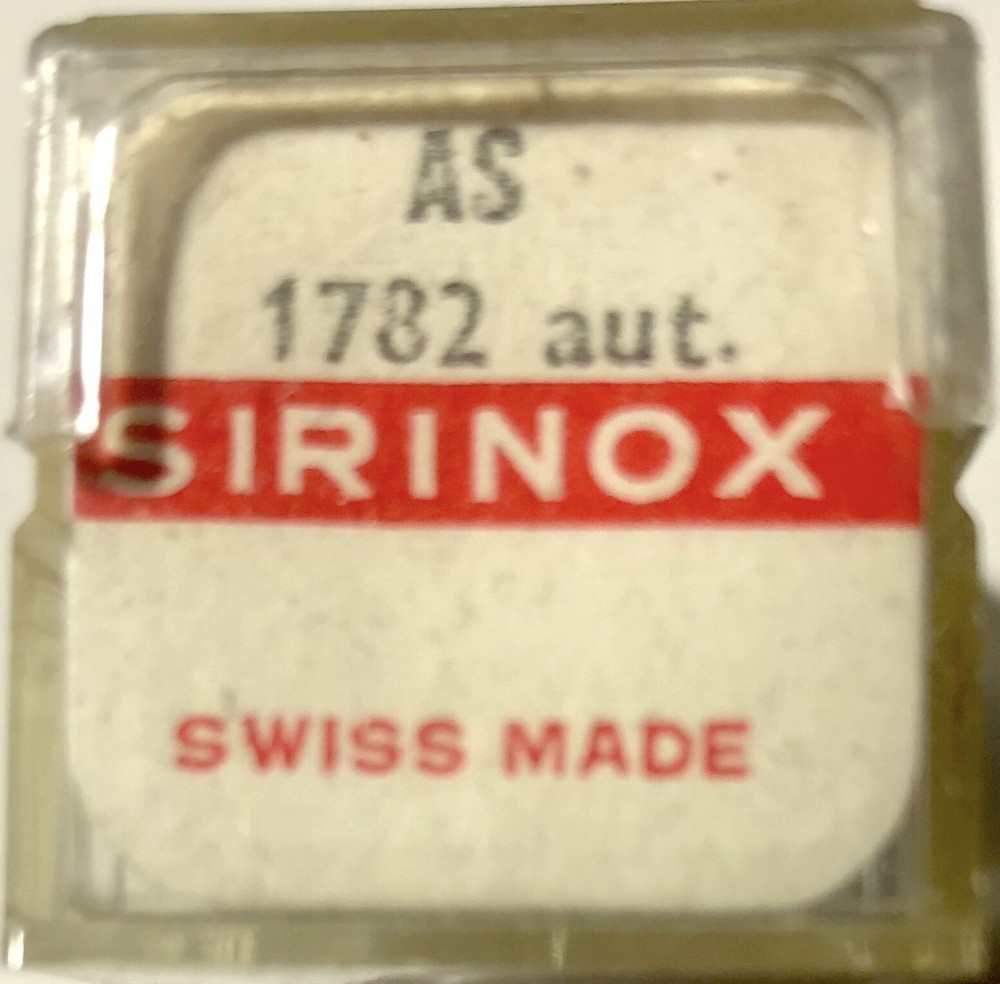 AS
1782 aut.
SIRINOX
SWISS MADE